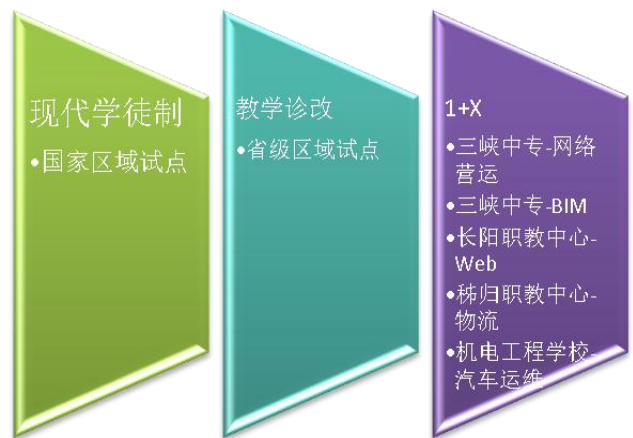 现代学徒制
•国家区域试点
教学诊改
•省级区域试点
1+X
•三峡中专-网络
营运
•三峡中专-BIM
•长阳职教中心-
Web
•秭归职教中心-
物流
•机电工程学校-
汽车运维